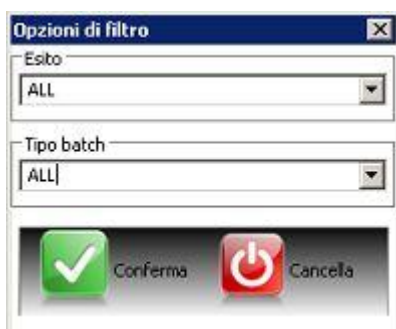 Opzioni di filtro
Esito
ALL
Tipo batch
ALL
Conferma Cancella